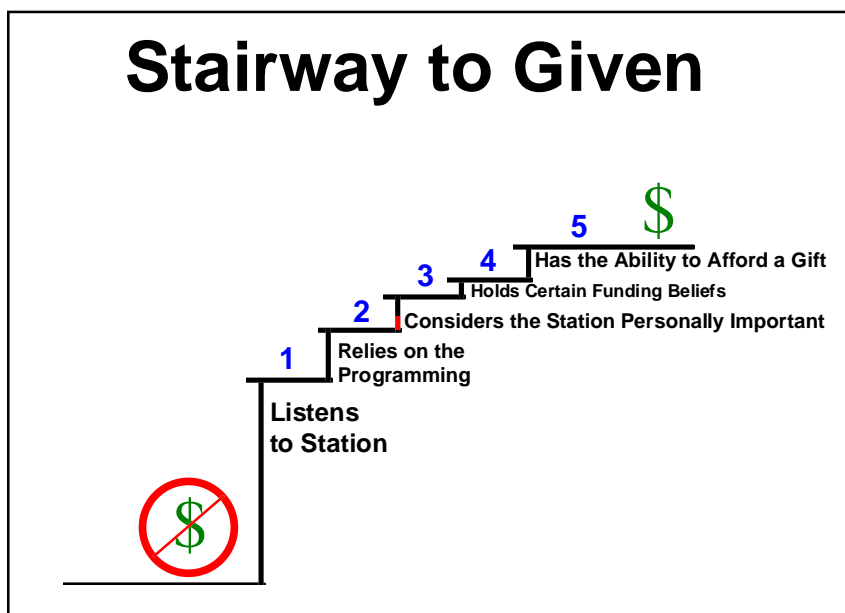 Stairway to Given
$
5
Has the Ability to Afford a Gift
4
Holds Certain Funding Beliefs
3
Considers the Station Personally Important
2
Relies on the
Programming
1
Listens
to Station
$